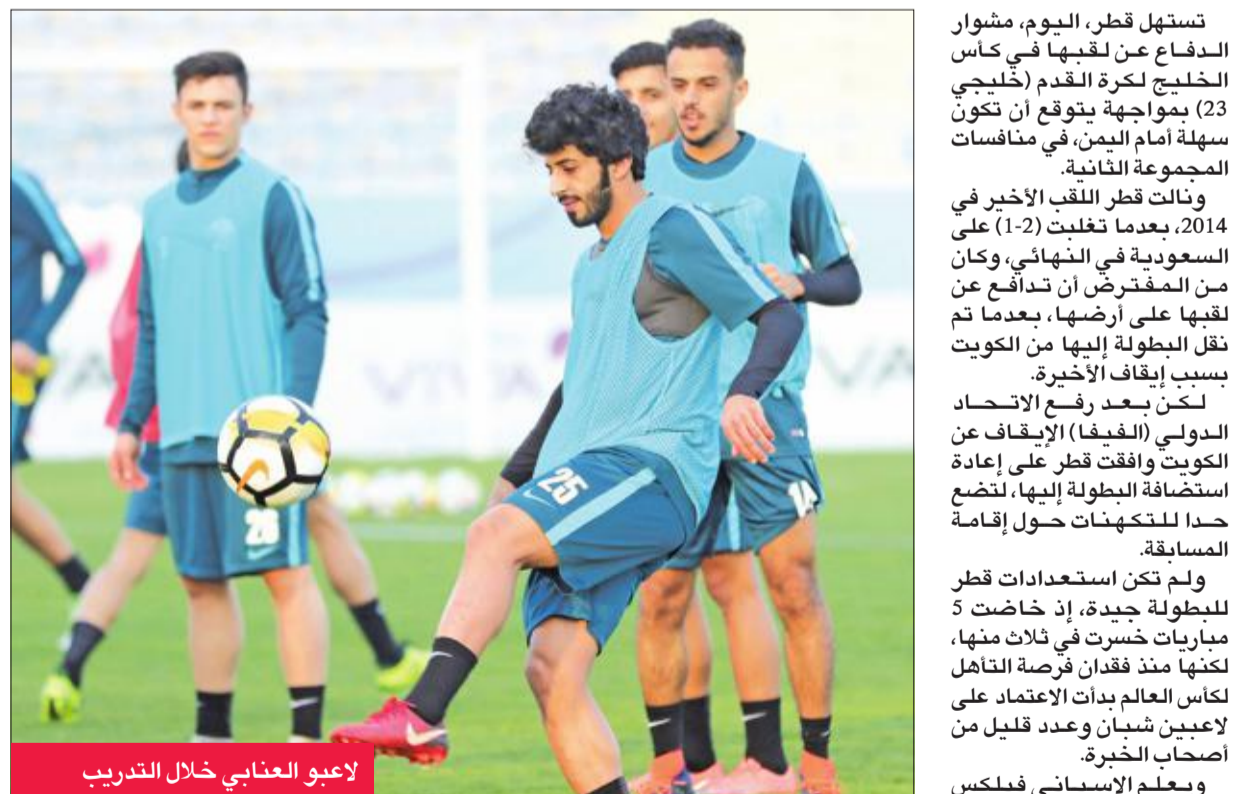 تستهل قطر، اليوم، مشوار
الدفاع عن لقبها في كأس
الخليج لكرة القدم (خليجي
23) بمواجهة يتوقع أن تكون
سهلة أمام اليمن، في منافسات
المجموعة الثانية.
ونالت قطر اللقب الأخير في
2014، بعدما تغلبت (2-1) على
السعودية في النهائي، وكان
من المفترض أن تدافع عن
لقبها على أرضها، بعدما تم
نقل البطولة إليها من الكويت
بسبب إيقاف الأخيرة.
لكن بعد رفع الاتحاد
الدولي (الفيفا) الإيقاف عن
الكويت وافقت قطر على إعادة
استضافة البطولة إليها، لتضع
حدا للتكهنات حول إقامة
المسابقة.
ولم تكن استعدادات قطر
للبطولة جيدة، إذ خاضت 5
مباريات خسرت في ثلاث منها،
لكنها منذ فقدان فرصة التأهل
لكأس العالم بدأت الاعتماد على
لاعبين شبان وعدد قليل من
أصحاب الخبرة.
ويعلم الإسباني فيلكس
VIVA
28
25
14
لاعبو العنابي خلال التدريب